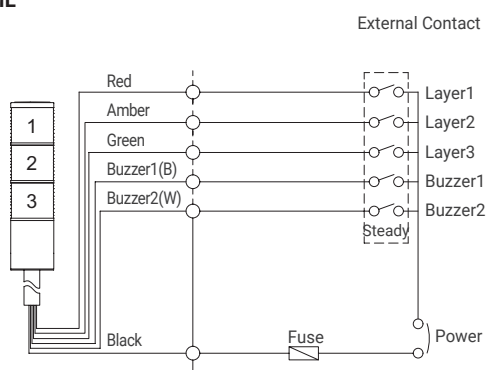 External Contact
Red
Layer1
Amber
Layer2
1
Green
Layer3
2
Buzzer1(B)
Buzzer1
3
Buzzer2(W)
Buzzer2
Steady
Black
Fuse
Power